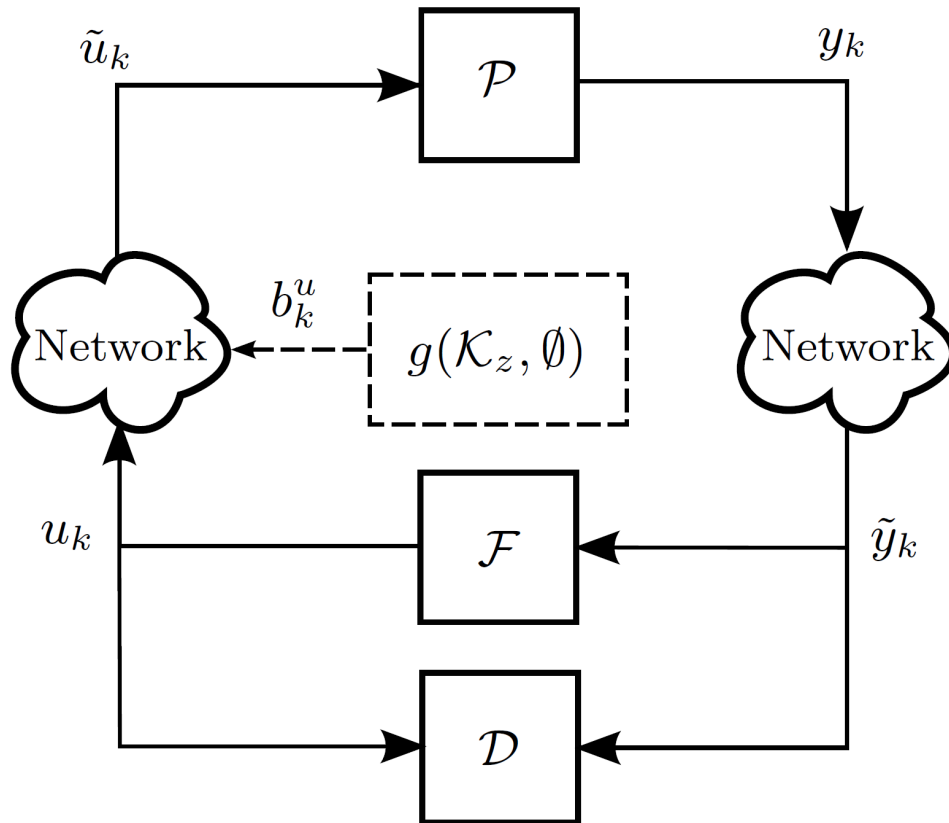 ũ_k
𝒫
y_k
b_k^u
Network
g(𝒦_z, ∅)
Network
u_k
ℱ
ỹ_k
𝒟